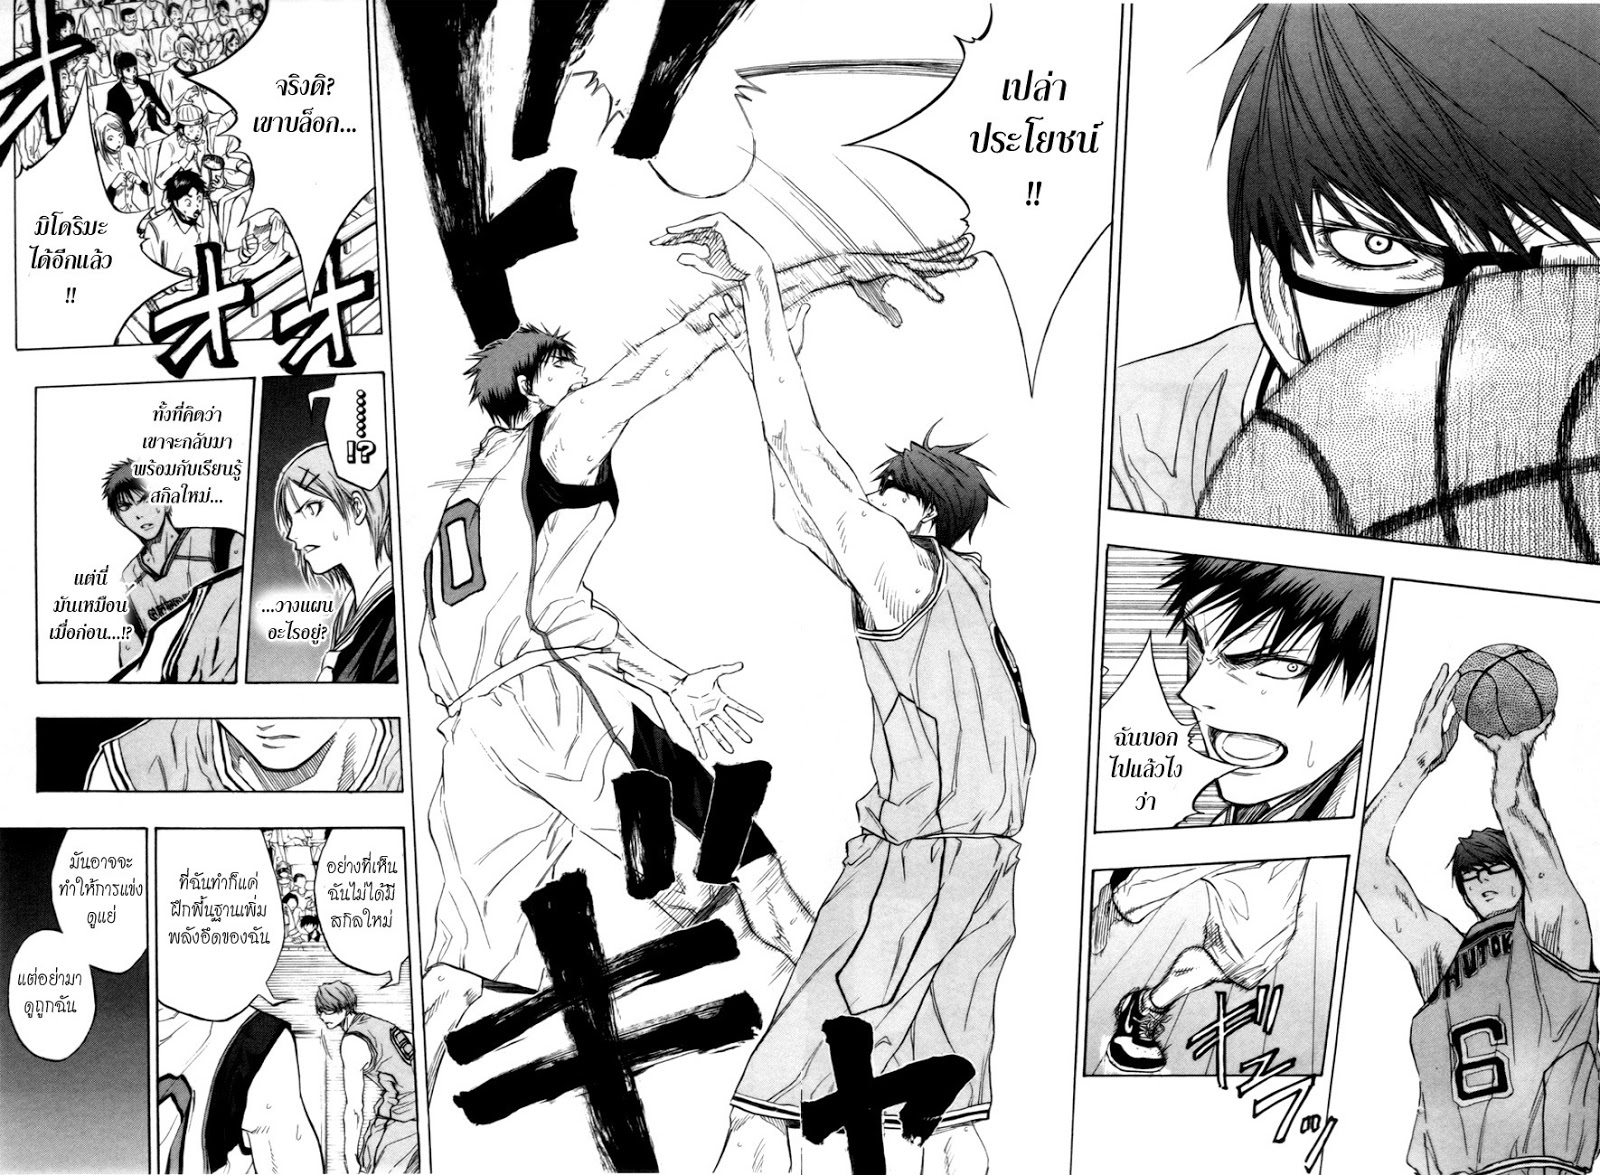 ฉันบอก
ไปแล้วไง
ว่า
HUTOK
6
ギュッ
เปล่า
ประโยชน์
!!
0
จริงดิ?
เขาบล็อก...
มิโดริมะ
ได้อีกแล้ว
!!
オ
オ
オ
......!?
...วางแผน
อะไรอยู่?
ทั้งที่คิดว่า
เขาจะกลับมา
พร้อมกับเรียนรู้
สกิลใหม่...
แต่นี่
มันเหมือน
เมื่อก่อน...!?
อย่างที่เห็น
ฉันไม่ได้มี
สกิลใหม่
ที่ฉันทำก็แค่
ฝึกพื้นฐานเพิ่ม
พลังอึดของฉัน
มันอาจจะ
ทำให้การแข่ง
ดูแย่
แต่อย่ามา
ดูถูกฉัน